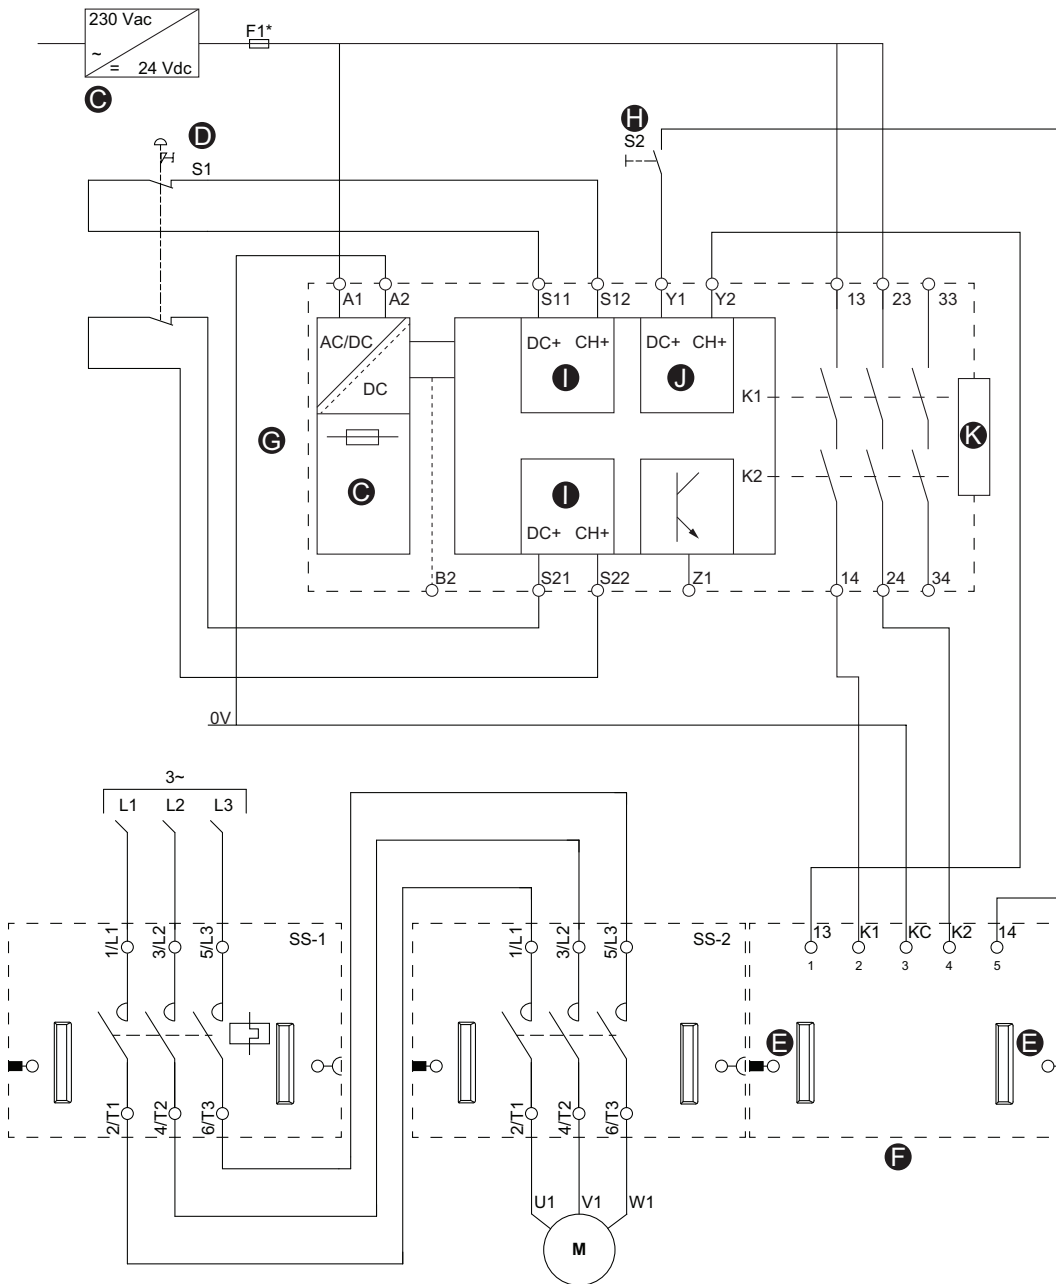 230 Vac
~
= 24 Vdc
F1*
C
D
S1
H
S2
A1 A2 S11 S12 Y1 Y2 13 23 33
AC/DC
DC
DC+ CH+
I
DC+ CH+
J
K1
K
G
C
I
DC+ CH+
K2
B2 S21 S22 Z1 14 24 34
0V
3~
L1 L2 L3
1/L1 3/L2 5/L3 SS-1
1/L1 3/L2 5/L3 SS-2
13 K1 KC K2 14
1 2 3 4 5
E E
2/T1 4/T2 6/T3
2/T1 4/T2 6/T3
F
U1 V1 W1
M